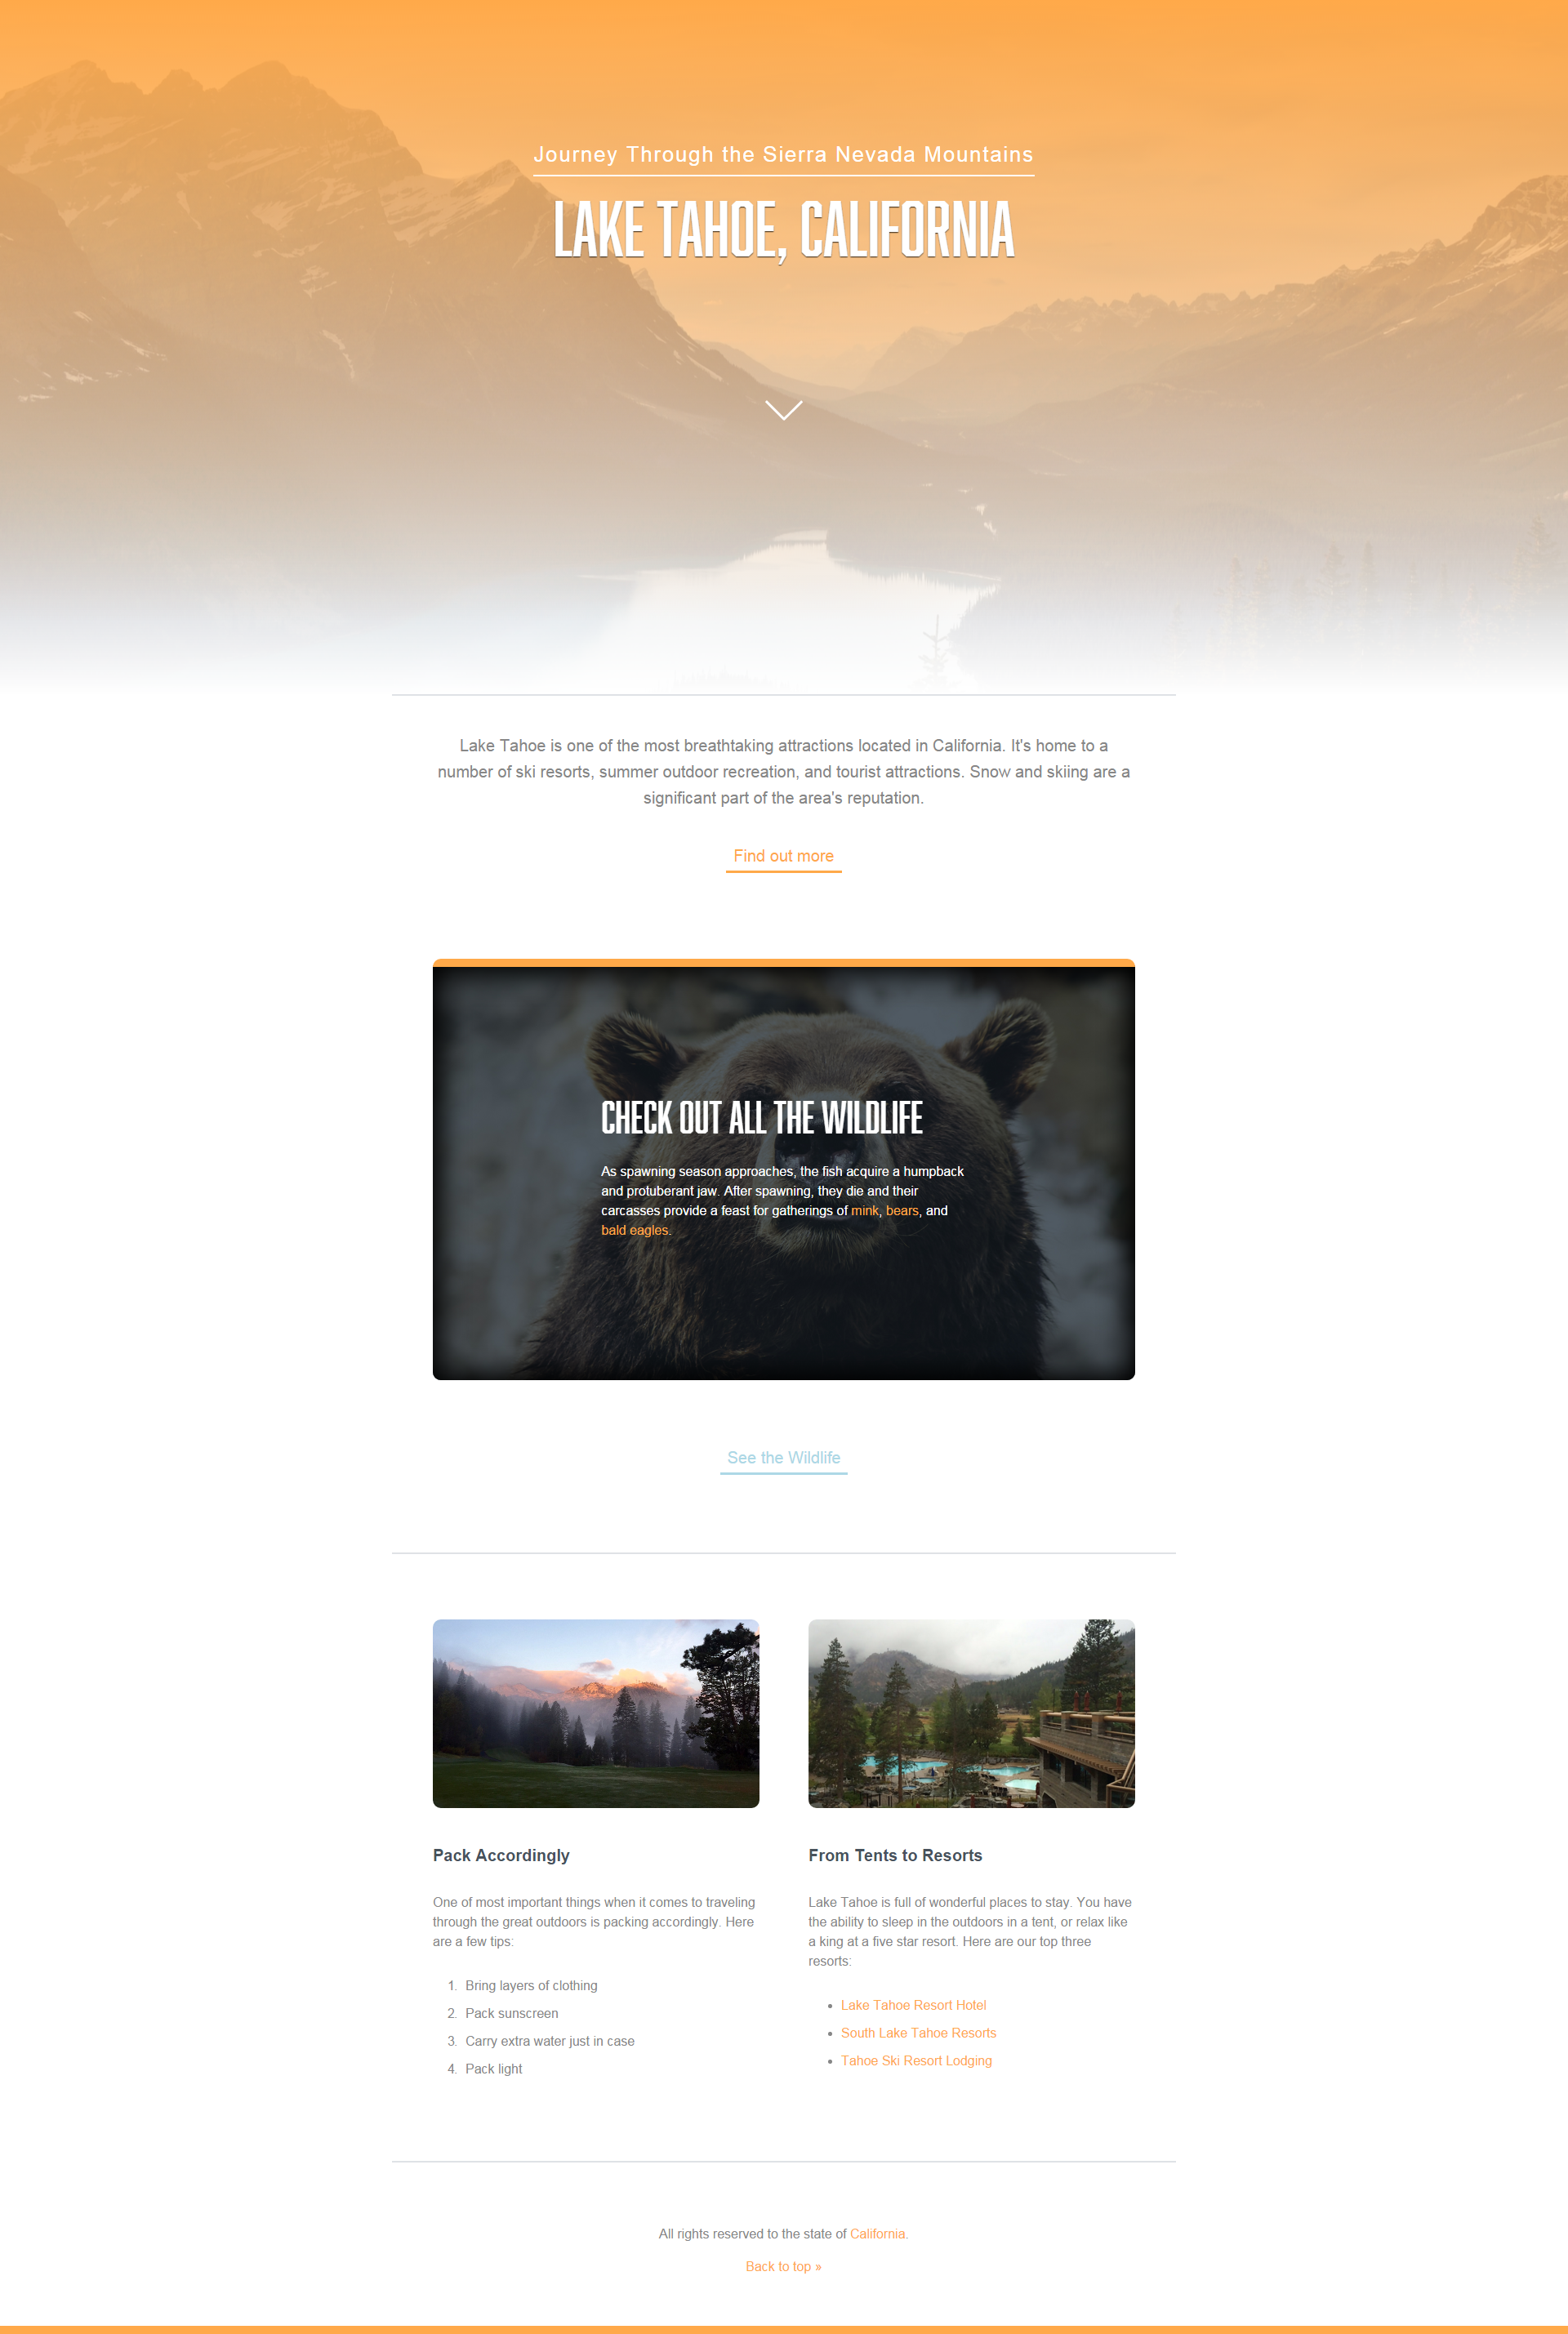 Journey Through the Sierra Nevada Mountains
LAKE TAHOE, CALIFORNIA
Lake Tahoe is one of the most breathtaking attractions located in California. It's home to a
number of ski resorts, summer outdoor recreation, and tourist attractions. Snow and skiing are a
significant part of the area's reputation.
Find out more
CHECK OUT ALL THE WILDLIFE
As spawning season approaches, the fish acquire a humpback
and protuberant jaw. After spawning, they die and their
carcasses provide a feast for gatherings of mink, bears, and
bald eagles.
See the Wildlife
Pack Accordingly
One of most important things when it comes to traveling
through the great outdoors is packing accordingly. Here
are a few tips:
1. Bring layers of clothing
2. Pack sunscreen
3. Carry extra water just in case
4. Pack light
From Tents to Resorts
Lake Tahoe is full of wonderful places to stay. You have
the ability to sleep in the outdoors in a tent, or relax like
a king at a five star resort. Here are our top three
resorts:
• Lake Tahoe Resort Hotel
• South Lake Tahoe Resorts
• Tahoe Ski Resort Lodging
All rights reserved to the state of California.
Back to top »